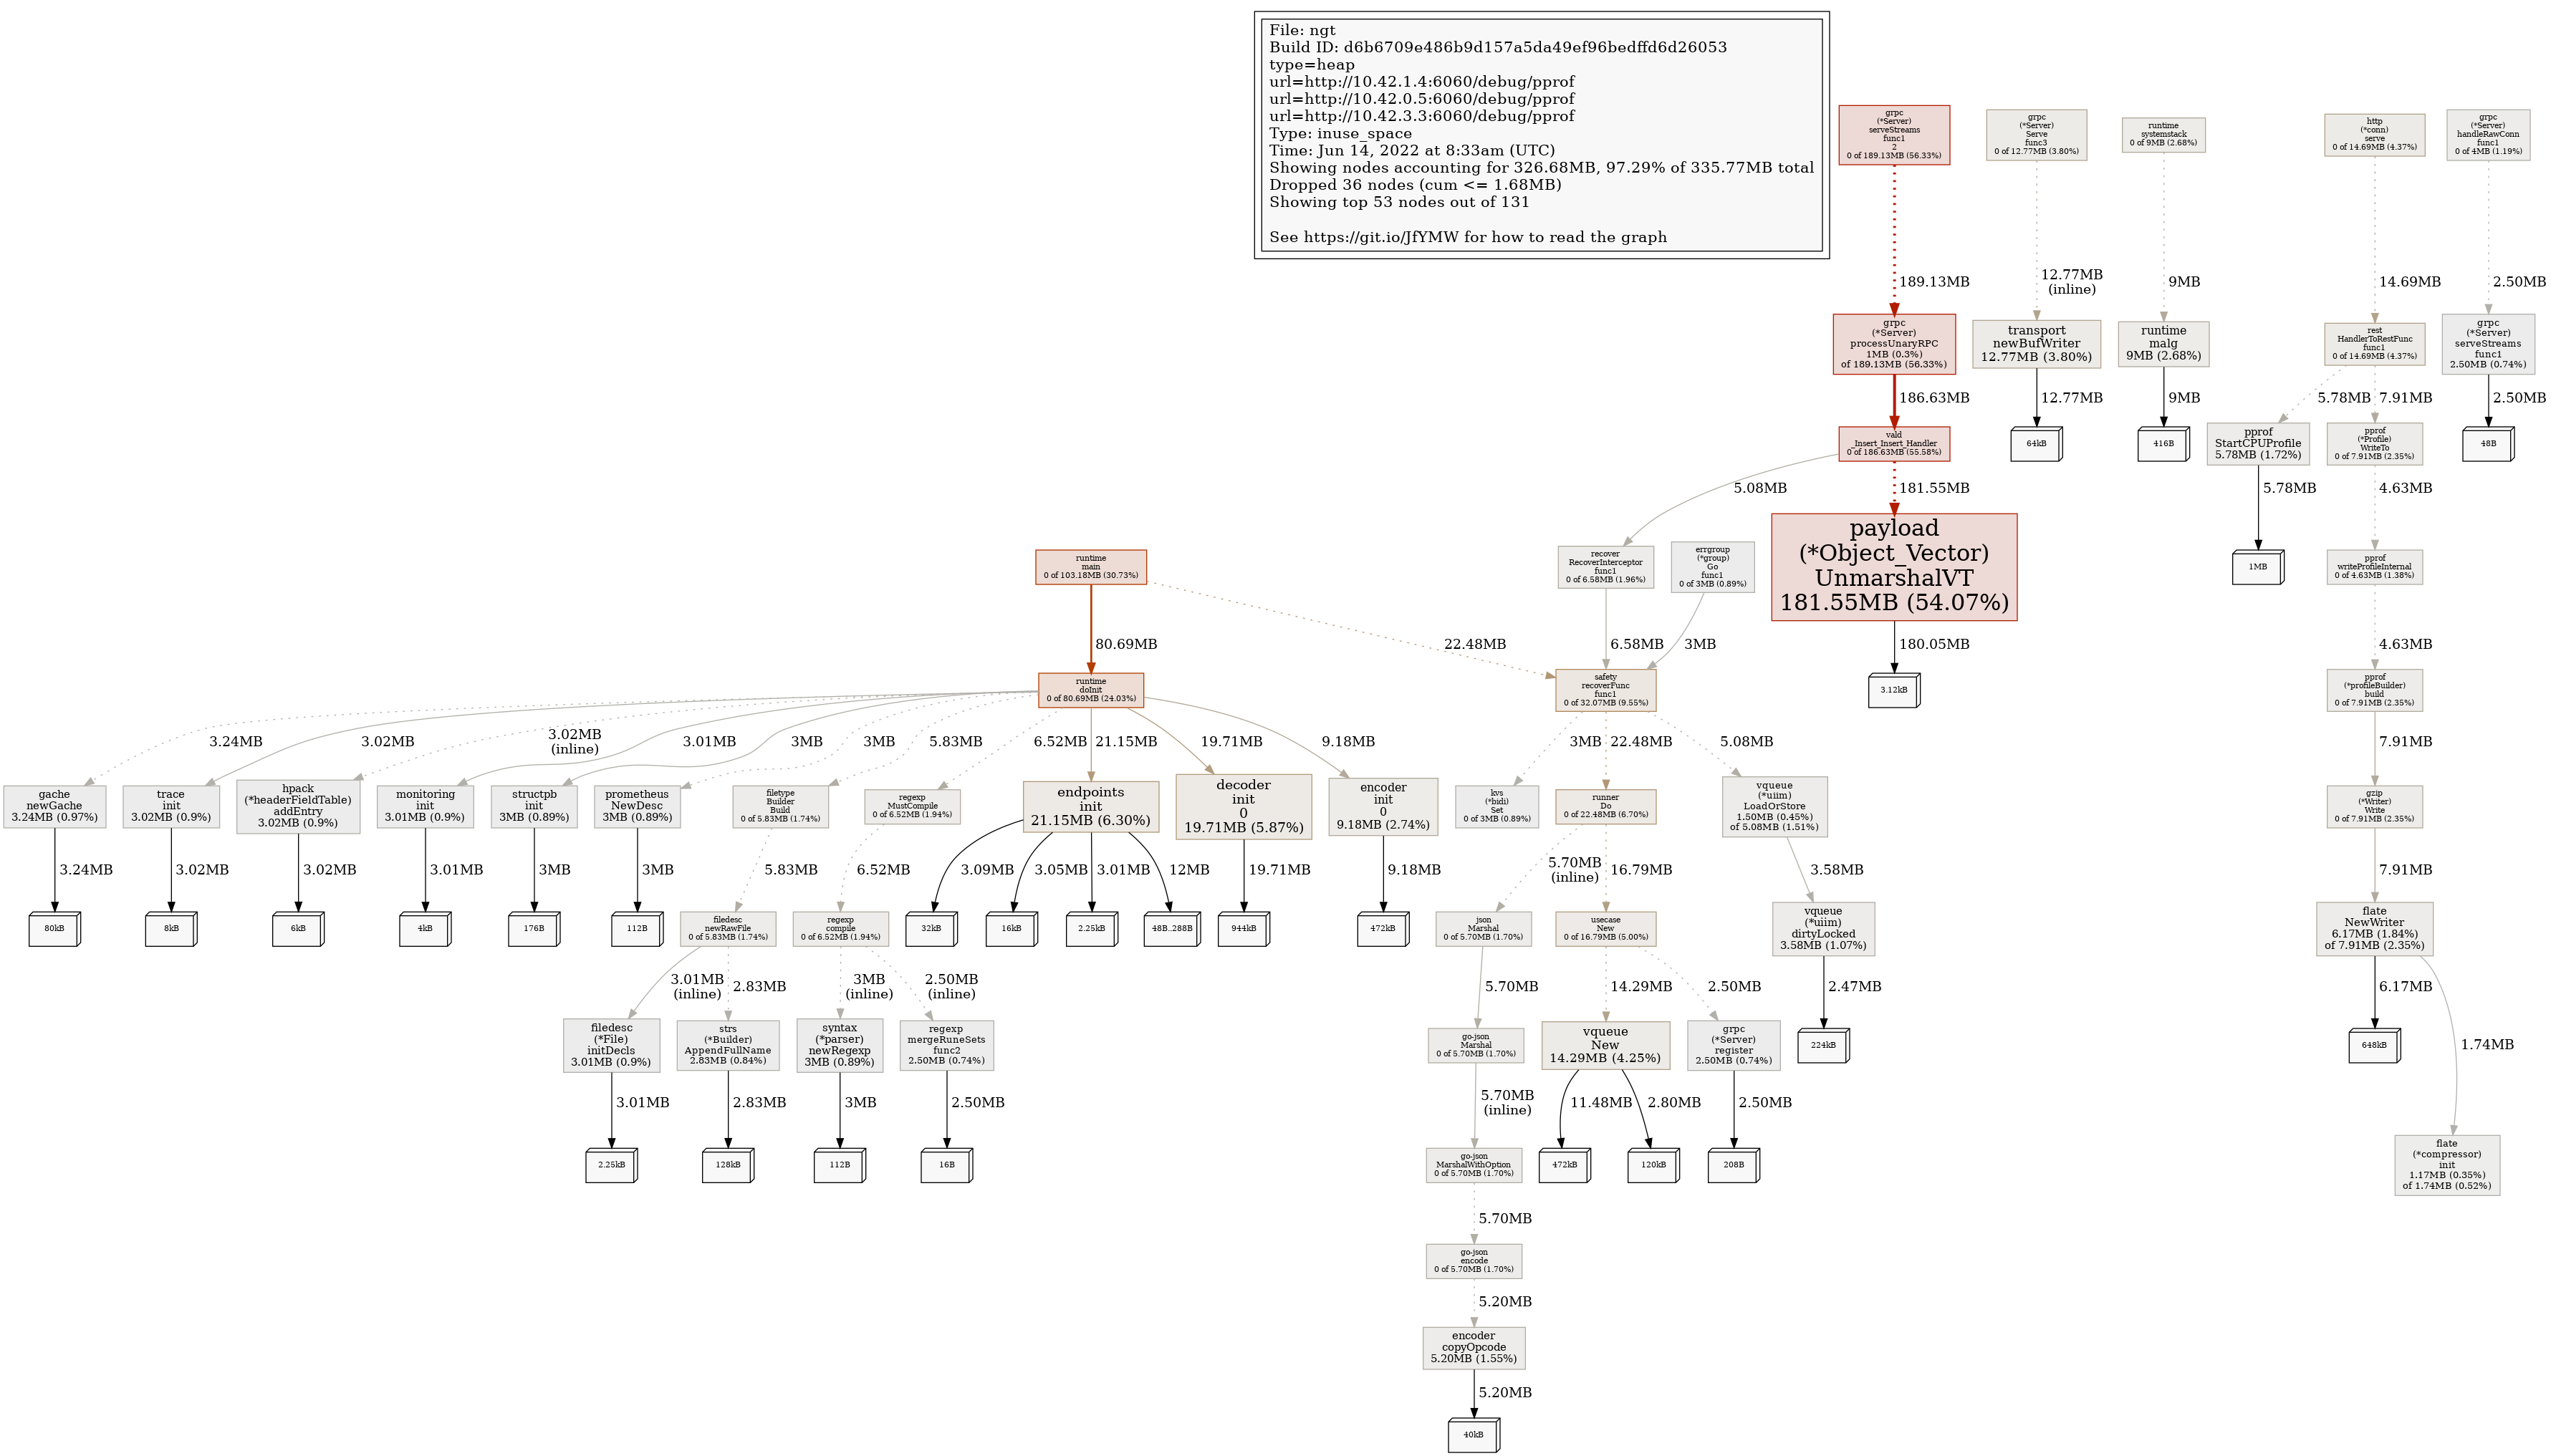 File: ngt
Build ID: d6b6709e486b9d157a5da49ef96bedffd6d26053
type=heap
url=http://10.42.1.4:6060/debug/pprof
url=http://10.42.0.5:6060/debug/pprof
url=http://10.42.3.3:6060/debug/pprof
Type: inuse_space
Time: Jun 14, 2022 at 8:33am (UTC)
Showing nodes accounting for 326.68MB, 97.29% of 335.77MB total
Dropped 36 nodes (cum <= 1.68MB)
Showing top 53 nodes out of 131
See https://git.io/JfYMW for how to read the graph
grpc
(*Server)
serveStreams
func1
2
0 of 189.13MB (56.33%)
grpc
(*Server)
Serve
func3
0 of 12.77MB (3.80%)
runtime
systemstack
0 of 9MB (2.68%)
http
(*conn)
serve
0 of 14.69MB (4.37%)
grpc
(*Server)
handleRawConn
func1
0 of 4MB (1.19%)
189.13MB
12.77MB
(inline)
9MB
14.69MB
2.50MB
grpc
(*Server)
processUnaryRPC
1MB (0.3%)
of 189.13MB (56.33%)
transport
newBufWriter
12.77MB (3.80%)
runtime
malg
9MB (2.68%)
rest
HandlerToRestFunc
func1
0 of 14.69MB (4.37%)
grpc
(*Server)
serveStreams
func1
2.50MB (0.74%)
186.63MB
12.77MB
9MB
5.78MB
7.91MB
2.50MB
vald
_Insert_Insert_Handler
0 of 186.63MB (55.58%)
64kB
416B
pprof
StartCPUProfile
5.78MB (1.72%)
pprof
(*Profile)
WriteTo
0 of 7.91MB (2.35%)
48B
5.08MB
181.55MB
5.78MB
4.63MB
runtime
main
0 of 103.18MB (30.73%)
recover
RecoverInterceptor
func1
0 of 6.58MB (1.96%)
errgroup
(*group)
Go
func1
0 of 3MB (0.89%)
payload
(*Object_Vector)
UnmarshalVT
181.55MB (54.07%)
1MB
pprof
writeProfileInternal
0 of 4.63MB (1.38%)
80.69MB
22.48MB
6.58MB
3MB
180.05MB
4.63MB
runtime
doInit
0 of 80.69MB (24.03%)
safety
recoverFunc
func1
0 of 32.07MB (9.55%)
3.12kB
pprof
(*profileBuilder)
build
0 of 7.91MB (2.35%)
3.24MB
3.02MB
3.02MB
(inline)
3.01MB
3MB
3MB
5.83MB
6.52MB
21.15MB
19.71MB
9.18MB
3MB
22.48MB
5.08MB
7.91MB
gache
newGache
3.24MB (0.97%)
trace
init
3.02MB (0.9%)
hpack
(*headerFieldTable)
addEntry
3.02MB (0.9%)
monitoring
init
3.01MB (0.9%)
structpb
init
3MB (0.89%)
prometheus
NewDesc
3MB (0.89%)
filetype
Builder
Build
0 of 5.83MB (1.74%)
regexp
MustCompile
0 of 6.52MB (1.94%)
endpoints
init
21.15MB (6.30%)
decoder
init
0
19.71MB (5.87%)
encoder
init
0
9.18MB (2.74%)
kvs
(*bidi)
Set
0 of 3MB (0.89%)
runner
Do
0 of 22.48MB (6.70%)
vqueue
(*uiim)
LoadOrStore
1.50MB (0.45%)
of 5.08MB (1.51%)
gzip
(*Writer)
Write
0 of 7.91MB (2.35%)
3.24MB
3.02MB
3.02MB
3.01MB
3MB
3MB
5.83MB
6.52MB
3.09MB
3.05MB
3.01MB
12MB
19.71MB
9.18MB
5.70MB
(inline)
16.79MB
3.58MB
7.91MB
80kB
8kB
6kB
4kB
176B
112B
filedesc
newRawFile
0 of 5.83MB (1.74%)
regexp
compile
0 of 6.52MB (1.94%)
32kB
16kB
2.25kB
48B..288B
944kB
472kB
json
Marshal
0 of 5.70MB (1.70%)
usecase
New
0 of 16.79MB (5.00%)
vqueue
(*uiim)
dirtyLocked
3.58MB (1.07%)
flate
NewWriter
6.17MB (1.84%)
of 7.91MB (2.35%)
3.01MB
(inline)
2.83MB
3MB
(inline)
2.50MB
(inline)
5.70MB
14.29MB
2.50MB
2.47MB
6.17MB
1.74MB
filedesc
(*File)
initDecls
3.01MB (0.9%)
strs
(*Builder)
AppendFullName
2.83MB (0.84%)
syntax
(*parser)
newRegexp
3MB (0.89%)
regexp
mergeRuneSets
func2
2.50MB (0.74%)
go-json
Marshal
0 of 5.70MB (1.70%)
vqueue
New
14.29MB (4.25%)
grpc
(*Server)
register
2.50MB (0.74%)
224kB
648kB
3.01MB
2.83MB
3MB
2.50MB
5.70MB
(inline)
11.48MB
2.80MB
2.50MB
2.25kB
128kB
112B
16B
go-json
MarshalWithOption
0 of 5.70MB (1.70%)
472kB
120kB
208B
flate
(*compressor)
init
1.17MB (0.35%)
of 1.74MB (0.52%)
5.70MB
go-json
encode
0 of 5.70MB (1.70%)
5.20MB
encoder
copyOpcode
5.20MB (1.55%)
5.20MB
40kB